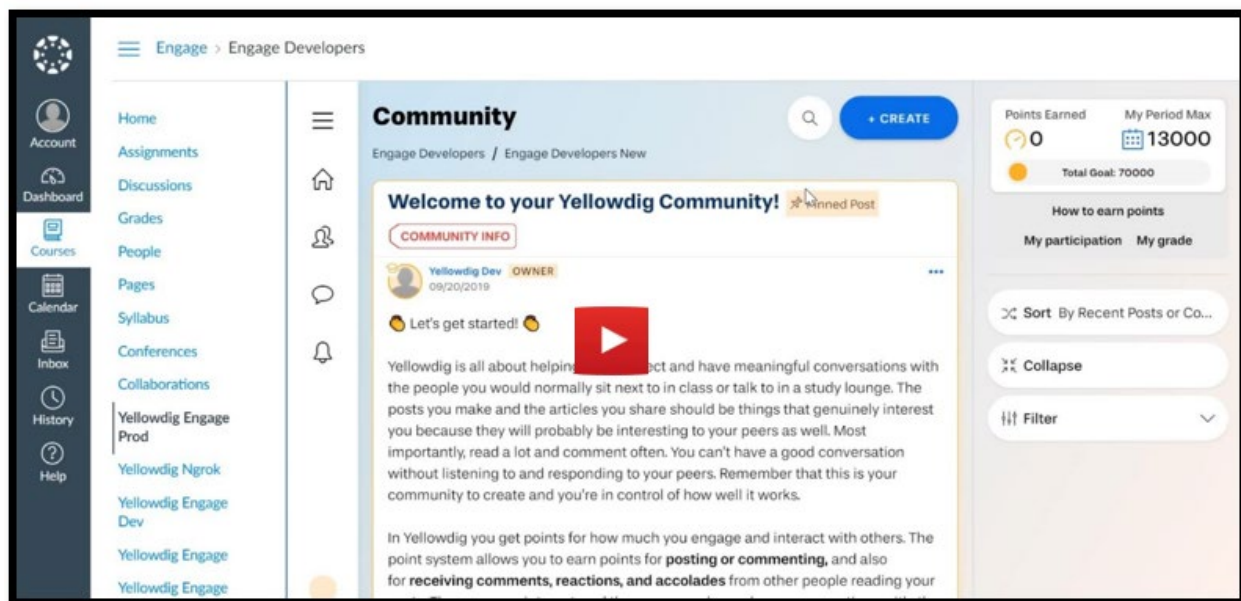 Engage > Engage Developers
Account
Dashboard
Courses
Calendar
Inbox
History
Help
Home
Assignments
Discussions
Grades
People
Pages
Syllabus
Conferences
Collaborations
Yellowdig Engage
Prod
Yellowdig Ngrok
Yellowdig Engage
Dev
Yellowdig Engage
Yellowdig Engage
Community
+ CREATE
Engage Developers / Engage Developers New
Welcome to your Yellowdig Community! Pinned Post
COMMUNITY INFO
Yellowdig Dev OWNER
09/20/2019
Let's get started!
Yellowdig is all about helping ect and have meaningful conversations with
the people you would normally sit next to in class or talk to in a study lounge. The
posts you make and the articles you share should be things that genuinely interest
you because they will probably be interesting to your peers as well. Most
importantly, read a lot and comment often. You can't have a good conversation
without listening to and responding to your peers. Remember that this is your
community to create and you're in control of how well it works.
In Yellowdig you get points for how much you engage and interact with others. The
point system allows you to earn points for posting or commenting, and also
for receiving comments, reactions, and accolades from other people reading your
Points Earned My Period Max
0 13000
Total Goal: 70000
How to earn points
My participation My grade
Sort By Recent Posts or Co...
Collapse
Filter